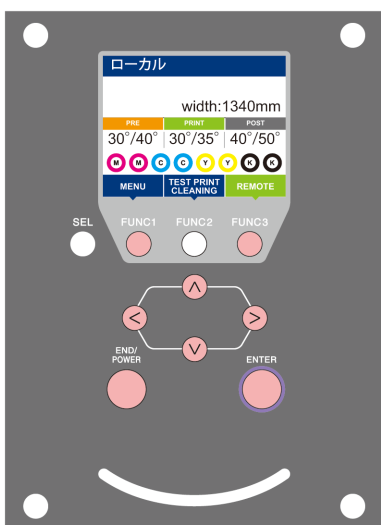 ローカル
width:1340mm
PRE PRINT POST
30°/40° 30°/35° 40°/50°
M M C C Y Y K K
MENU TEST PRINT CLEANING REMOTE
SEL FUNC1 FUNC2 FUNC3
END/
POWER
ENTER